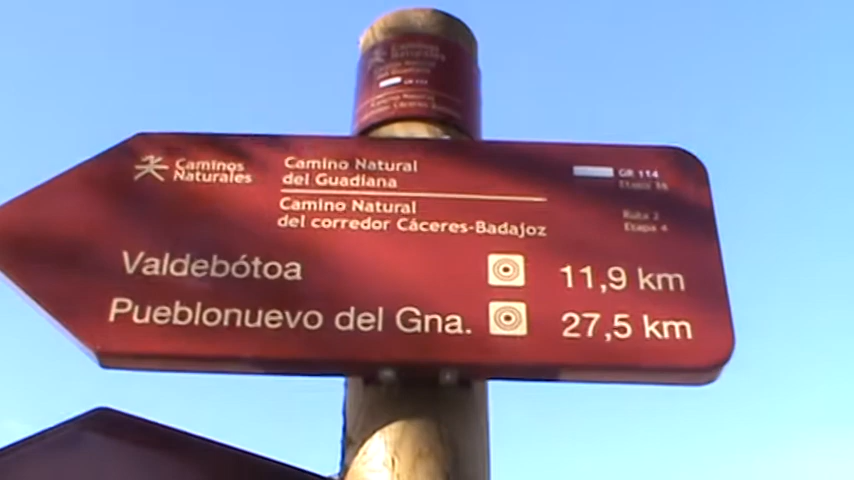 Caminos
Naturales
Camino Natural
del Guadiana
Camino Natural
del corredor Cáceres-Badajoz
GR 114
Ruta 2
Etapa 4
Valdebótoa
11,9 km
Pueblonuevo del Gna.
27,5 km